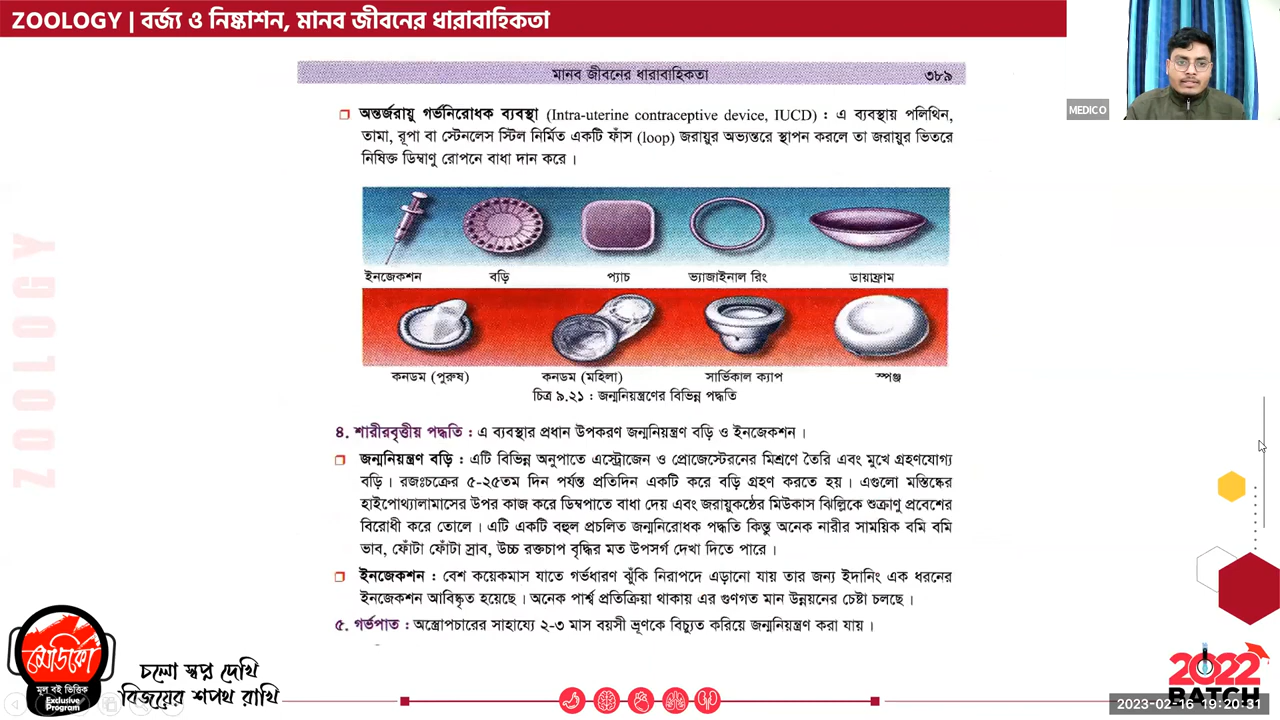 ZOOLOGY | বর্জ্য ও নিষ্কাশন, মানব জীবনের ধারাবাহিকতা
MEDICO
মানব জীবনের ধারাবাহিকতা ৩৮৯
অন্তর্জরায়ু গর্ভনিরোধক ব্যবস্থা (Intra-uterine contraceptive device, IUCD) : এ ব্যবস্থায় পলিথিন,
তামা, রূপা বা স্টেনলেস স্টিল নির্মিত একটি ফাঁস (loop) জরায়ুর অভ্যন্তরে স্থাপন করলে তা জরায়ুর ভিতরে
নিষিক্ত ডিম্বাণু রোপনে বাধা দান করে।
ইনজেকশন বড়ি প্যাচ ভ্যাজাইনাল রিং ডায়াফ্রাম
কনডম (পুরুষ) কনডম (মহিলা) সার্ভিকাল ক্যাপ স্পঞ্জ
চিত্র ৯.২১ : জন্মনিয়ন্ত্রণের বিভিন্ন পদ্ধতি
৪. শারীরবৃত্তীয় পদ্ধতি : এ ব্যবস্থার প্রধান উপকরণ জন্মনিয়ন্ত্রণ বড়ি ও ইনজেকশন।
জন্মনিয়ন্ত্রণ বড়ি : এটি বিভিন্ন অনুপাতে এস্ট্রোজেন ও প্রোজেস্টেরনের মিশ্রণে তৈরি এবং মুখে গ্রহণযোগ্য
বড়ি। রজঃচক্রের ৫-২৫তম দিন পর্যন্ত প্রতিদিন একটি করে বড়ি গ্রহণ করতে হয়। এগুলো মস্তিষ্কের
হাইপোথ্যালামাসের উপর কাজ করে ডিম্বপাতে বাধা দেয় এবং জরায়ুকণ্ঠের মিউকাস ঝিল্লিকে শুক্রাণু প্রবেশের
বিরোধী করে তোলে। এটি একটি বহুল প্রচলিত জন্মনিরোধক পদ্ধতি কিন্তু অনেক নারীর সাময়িক বমি বমি
ভাব, ফোঁটা ফোঁটা স্রাব, উচ্চ রক্তচাপ বৃদ্ধির মত উপসর্গ দেখা দিতে পারে।
ইনজেকশন : বেশ কয়েকমাস যাতে গর্ভধারণ ঝুঁকি নিরাপদে এড়ানো যায় তার জন্য ইদানিং এক ধরনের
ইনজেকশন আবিষ্কৃত হয়েছে। অনেক পার্শ্ব প্রতিক্রিয়া থাকায় এর গুণগত মান উন্নয়নের চেষ্টা চলছে।
৫. গর্ভপাত : অস্ত্রোপচারের সাহায্যে ২-৩ মাস বয়সী ভ্রূণকে বিচ্যুত করিয়ে জন্মনিয়ন্ত্রণ করা যায়।
ZOOLOGY
মেডিকো
মূল বই ভিত্তিক
Exclusive
Program
চলো স্বপ্ন দেখি
বিজয়ের শপথ রাখি
2022
BATCH
2023-02-16 19:20:31